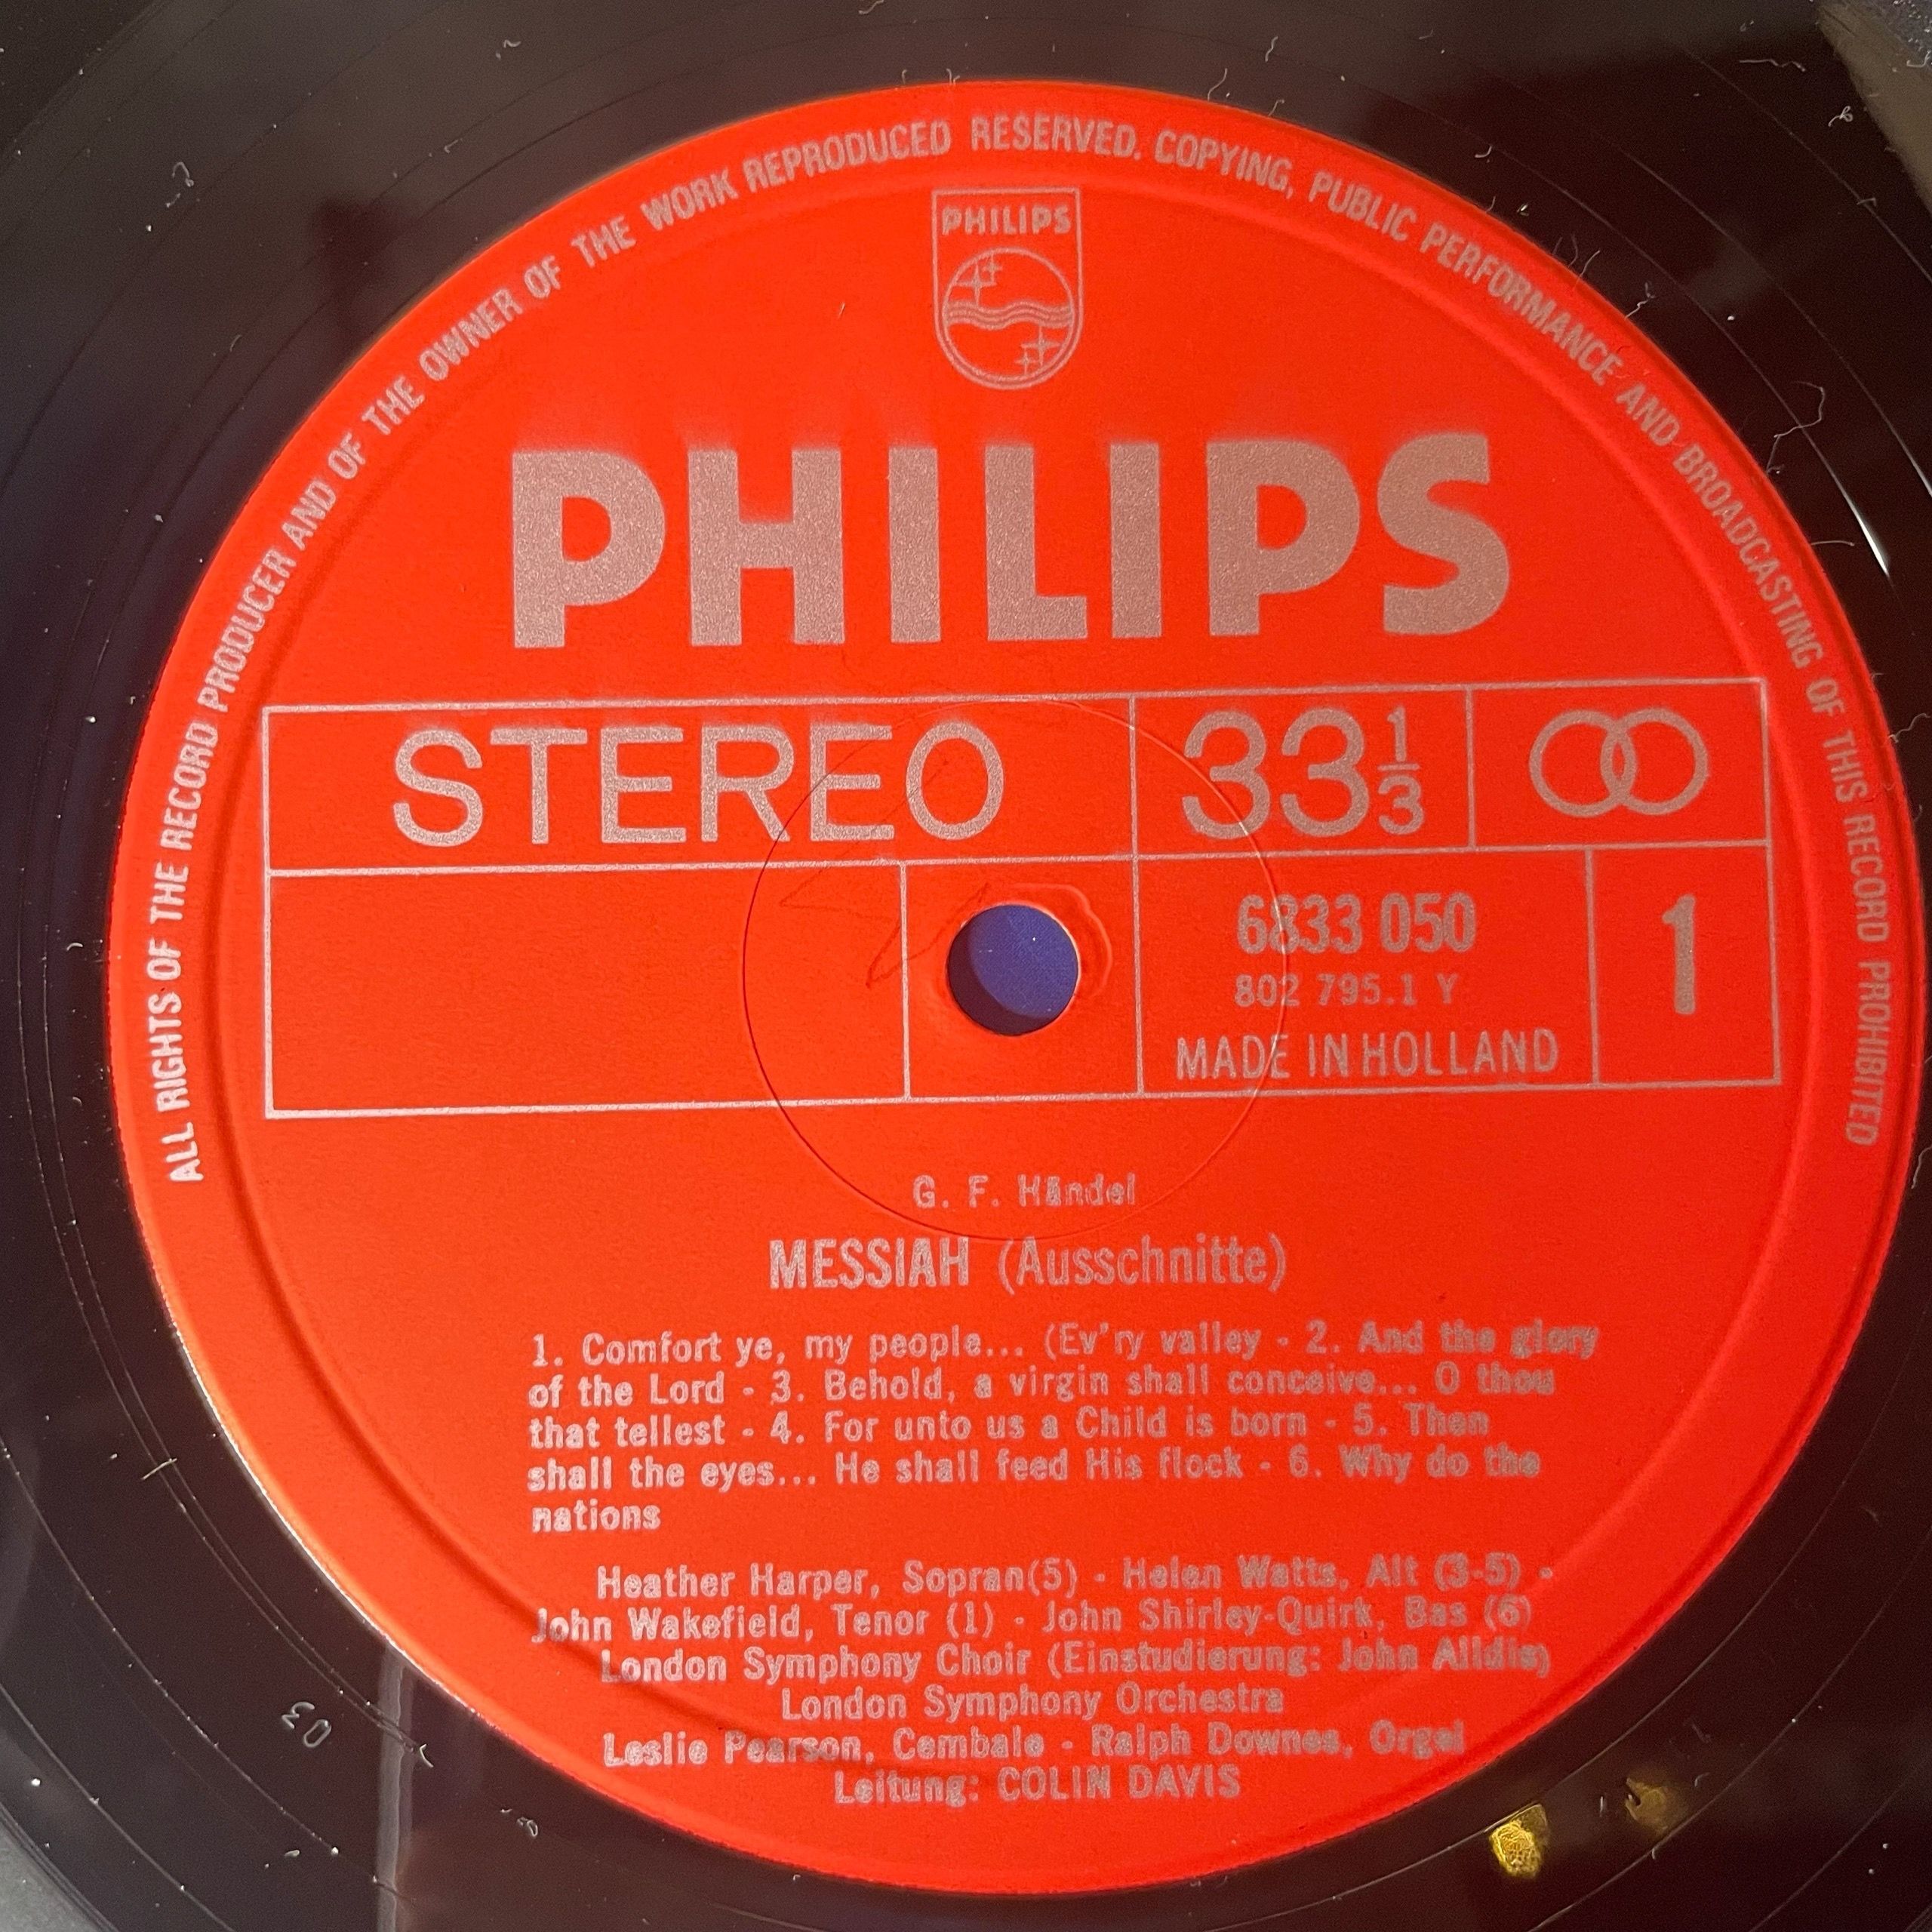 ALL RIGHTS OF THE RECORD PRODUCER AND OF THE OWNER OF THE WORK REPRODUCED RESERVED. COPYING, PUBLIC PERFORMANCE AND BROADCASTING OF THIS RECORD PROHIBITED
PHILIPS
PHILIPS
STEREO 33 1/3
6833 050
802 795.1 Y
MADE IN HOLLAND
1
G. F. Händel
MESSIAH (Ausschnitte)
1. Comfort ye, my people... (Ev'ry valley - 2. And the glory
of the Lord - 3. Behold, a virgin shall conceive... O thou
that tellest - 4. For unto us a Child is born - 5. Then
shall the eyes... He shall feed His flock - 6. Why do the
nations
Heather Harper, Sopran(5) - Helen Watts, Alt (3-5) -
John Wakefield, Tenor (1) - John Shirley-Quirk, Bas (6)
London Symphony Choir (Einstudierung: John Alldis)
London Symphony Orchestra
Leslie Pearson, Cembalo - Ralph Downes, Orgel
Leitung: COLIN DAVIS
03